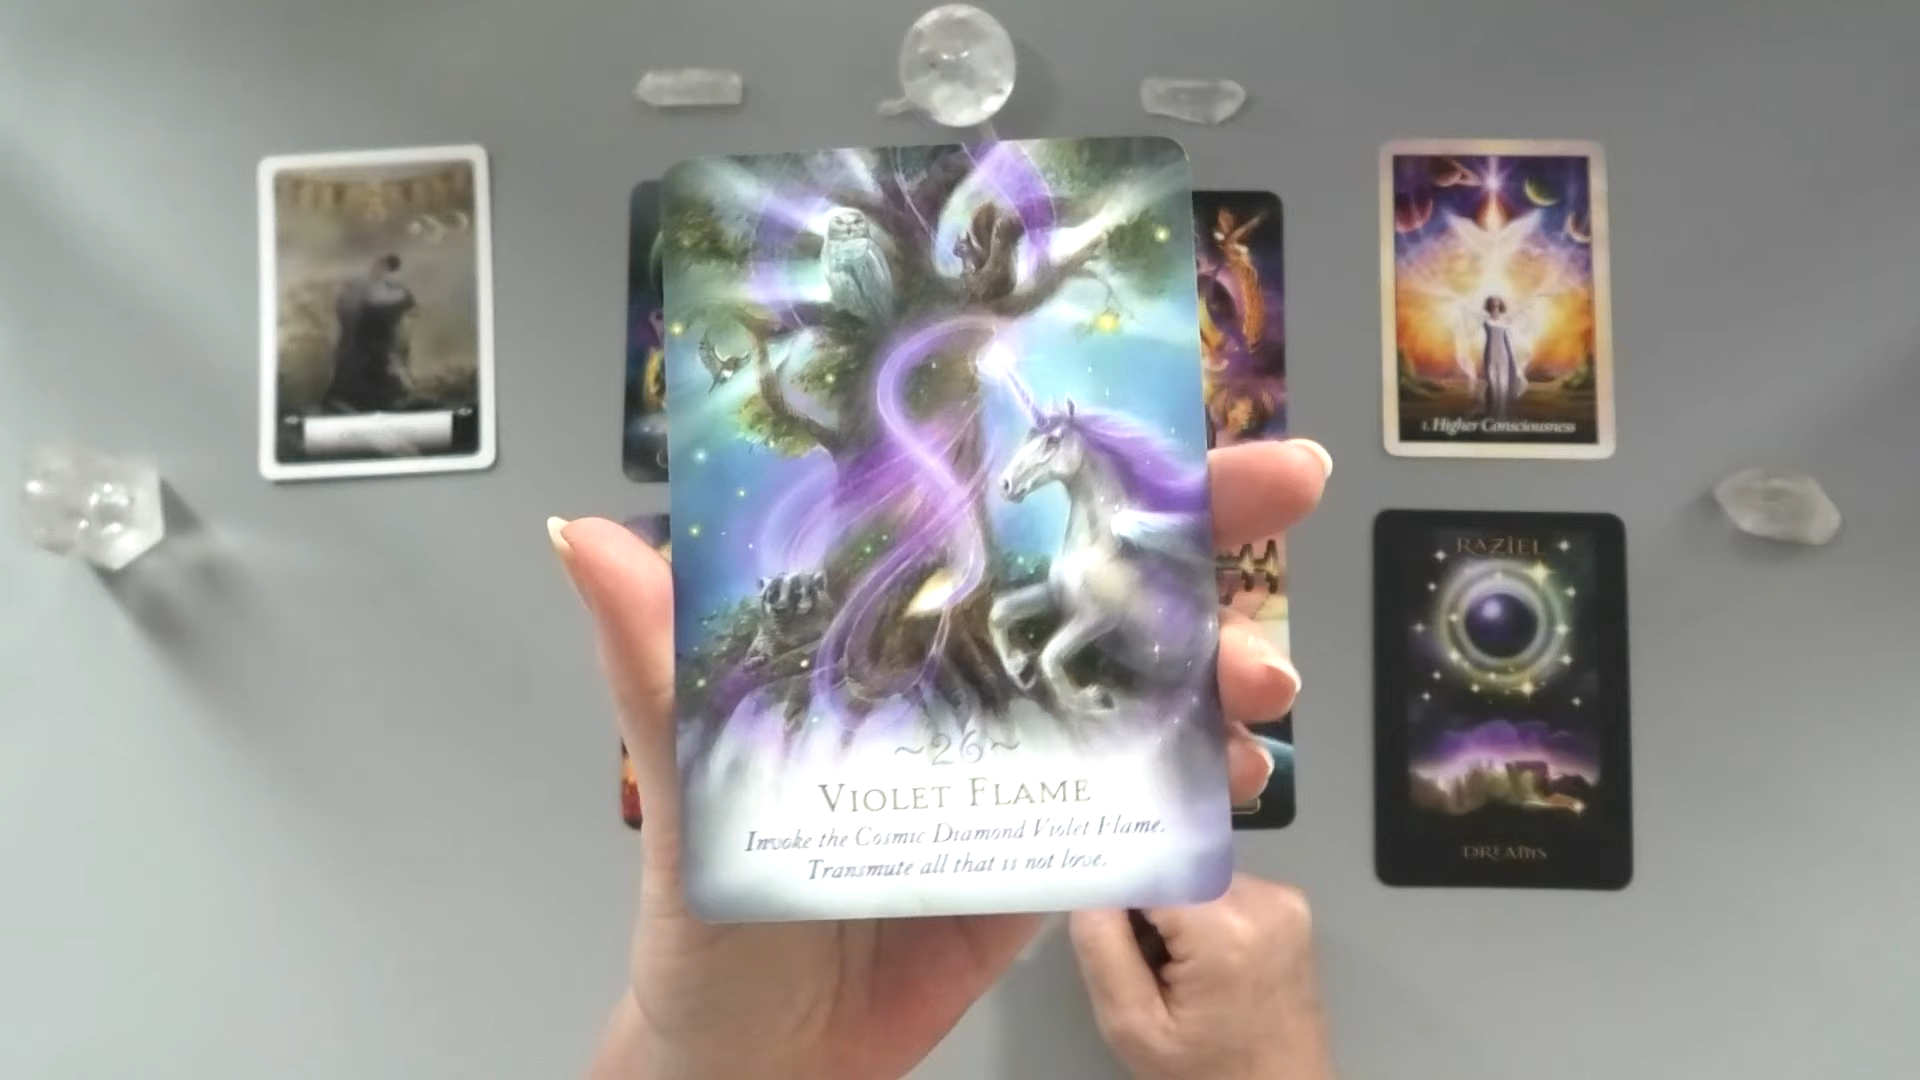 ~26~
VIOLET FLAME
Invoke the Cosmic Diamond Violet Flame.
Transmute all that is not love.
1. Higher Consciousness
RAZIEL
DREAMS